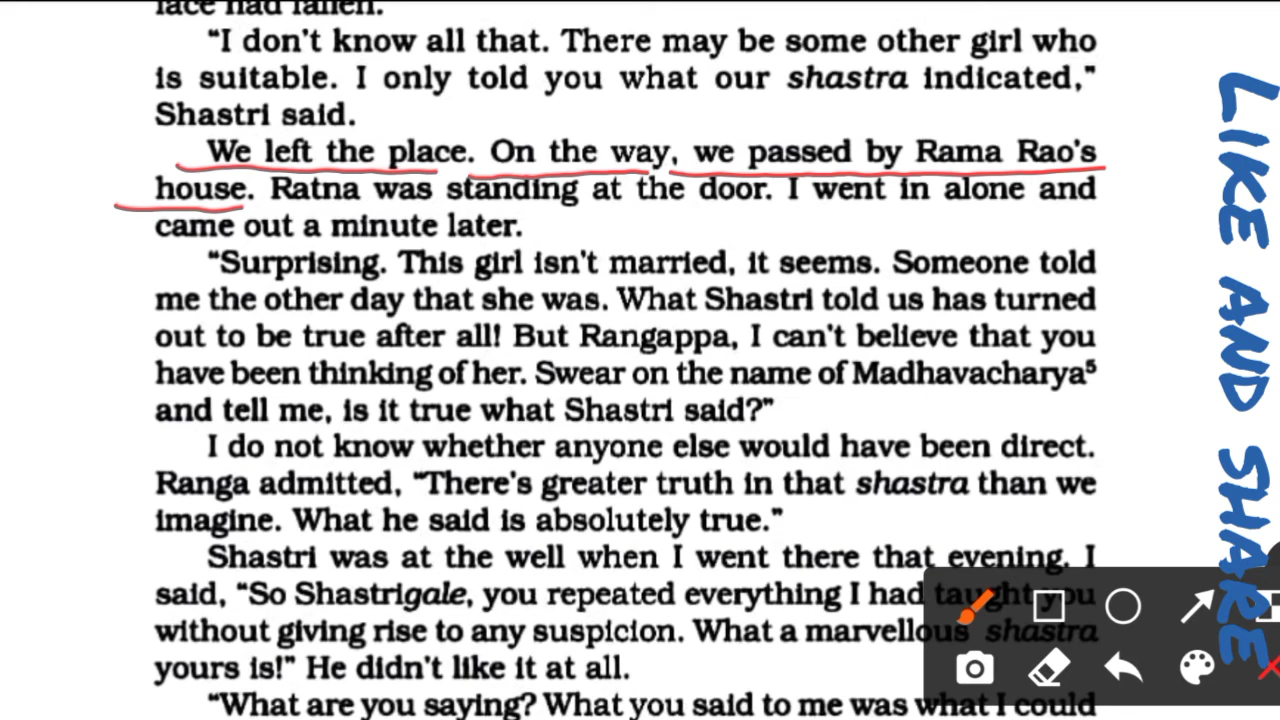 face had fallen.
“I don't know all that. There may be some other girl who
is suitable. I only told you what our shastra indicated,”
Shastri said.
We left the place. On the way, we passed by Rama Rao's
house. Ratna was standing at the door. I went in alone and
came out a minute later.
“Surprising. This girl isn't married, it seems. Someone told
me the other day that she was. What Shastri told us has turned
out to be true after all! But Rangappa, I can't believe that you
have been thinking of her. Swear on the name of Madhavacharya⁵
and tell me, is it true what Shastri said?”
I do not know whether anyone else would have been direct.
Ranga admitted, “There's greater truth in that shastra than we
imagine. What he said is absolutely true.”
Shastri was at the well when I went there that evening. I
said, “So Shastrigale, you repeated everything I had taught you
without giving rise to any suspicion. What a marvellous shastra
yours is!” He didn't like it at all.
“What are you saying? What you said to me was what I could
LIKE AND SHARE